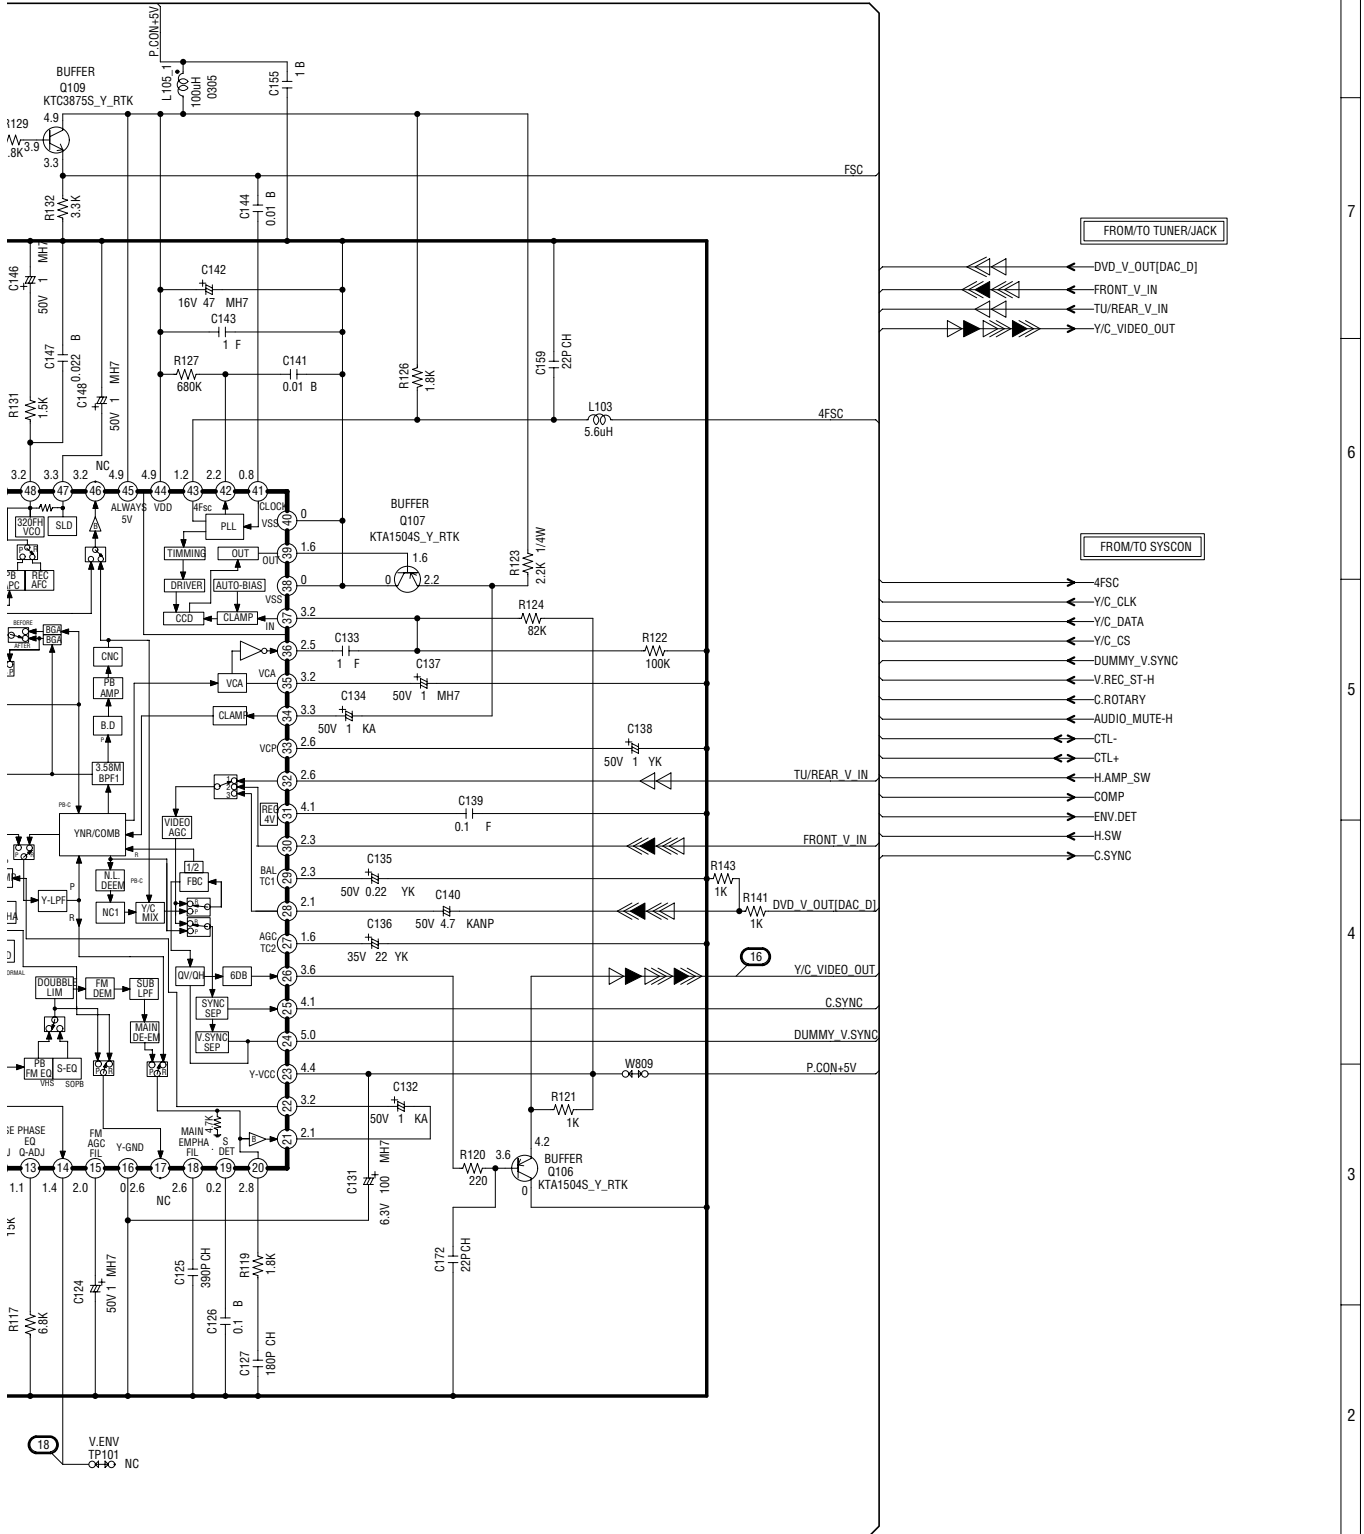 P.CON+5V
BUFFER
Q109
KTC3875S_Y_RTK
4.9
3.9
3.3
R129
.8K
L105_1
100uH
0305
C155
1 B
FSC
R132
3.3K
C144
0.01 B
7
FROM/TO TUNER/JACK
DVD_V_OUT[DAC_D]
FRONT_V_IN
TU/REAR_V_IN
Y/C_VIDEO_OUT
C146
50V 1 MH7
C142
16V 47 MH7
C143
1 F
C147
0.022 B
R127
680K
C141
0.01 B
R126
1.8K
C159
22P CH
R131
1.5K
C148
50V 1 MH7
L103
5.6uH
4FSC
6
3.2 3.3 3.2 4.9 4.9 1.2 2.2 0.8
NC
48 47 46 45 44 43 42 41
ALWAYS
5V
VDD
4Fsc
CLOCK
VSS
40
0
320FH
VCO
SLD
B
PLL
TIMMING
OUT
OUT
39
1.6
BUFFER
Q107
KTA1504S_Y_RTK
1.6
0
2.2
R123
2.2K 1/4W
FROM/TO SYSCON
4FSC
Y/C_CLK
Y/C_DATA
Y/C_CS
DUMMY_V.SYNC
V.REC_ST-H
C.ROTARY
AUDIO_MUTE-H
CTL-
CTL+
H.AMP_SW
COMP
ENV.DET
H.SW
C.SYNC
REC
AFC
DRIVER
AUTO-BIAS
38
0
VSS
CCD
CLAMP
37
3.2
IN
R124
82K
BEFORE
BGA
BGA
AFTER
CNC
36
2.5
C133
1 F
R122
100K
PB
AMP
VCA
VCA
35
3.2
C137
50V 1 MH7
5
B.D
CLAMP
34
3.3
C134
50V 1 KA
VCP
33
2.6
C138
50V 1 YK
3.58M
BPF1
1
2
3
32
2.6
TU/REAR_V_IN
PB-C
YNR/COMB
VIDEO
AGC
REG
4V
31
4.1
C139
0.1 F
30
2.3
FRONT_V_IN
R
1/2
FBC
BAL
TC1
29
2.3
C135
50V 0.22 YK
R143
1K
N.L.
DEEM
PB-C
Y-LPF
P
R
NC1
Y/C
MIX
28
2.1
C140
50V 4.7 KANP
R141
1K
DVD_V_OUT[DAC_D]
AGC
TC2
27
1.6
C136
35V 22 YK
4
16
QV/QH
6DB
26
3.6
Y/C_VIDEO_OUT
DOUBBLE
LIM
FM
DEM
SUB
LPF
SYNC
SEP
25
4.1
C.SYNC
MAIN
DE-EM
V.SYNC
SEP
24
5.0
DUMMY_V.SYNC
PB
FM EQ
VHS
S-EQ
SOPB
Y-VCC
23
4.4
W809
P.CON+5V
22
3.2
C132
50V 1 KA
R121
1K
4.7K
B
21
2.1
PHASE
EQ
Q-ADJ
FM
AGC
FIL
Y-GND
MAIN
EMPHA
FIL
S
DET
13 14 15 16 17 18 19 20
1.1 1.4 2.0 0 2.6 2.6 0.2 2.8
NC
C131
6.3V 100 MH7
R120
220
3.6
4.2
0
BUFFER
Q106
KTA1504S_Y_RTK
3
15K
C124
50V 1 MH7
C125
390P CH
R119
1.8K
C172
22P CH
R117
6.8K
C126
0.1 B
C127
180P CH
2
18
V.ENV
TP101
NC